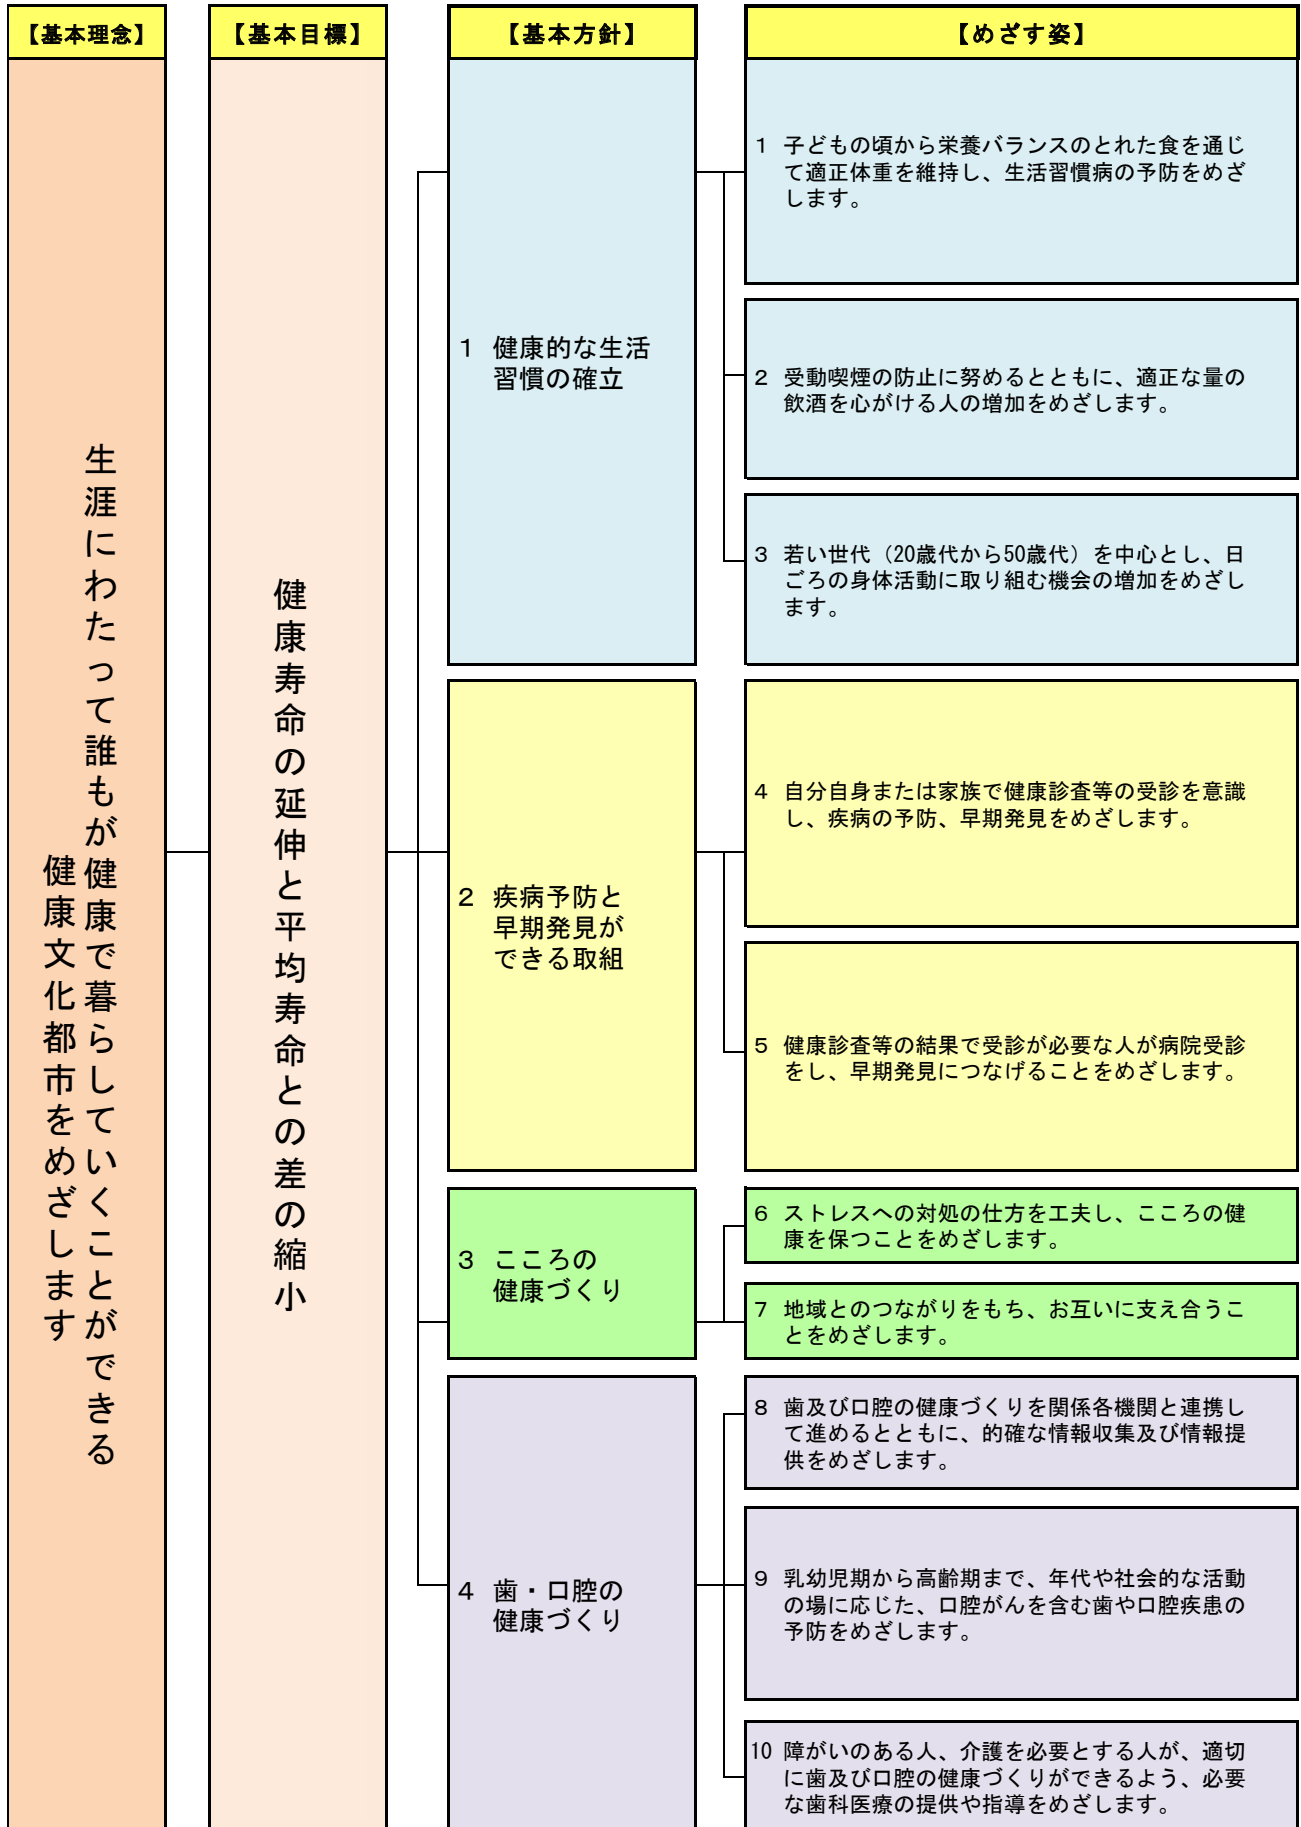 【基本理念】
【基本目標】
【基本方針】
【めざす姿】
生涯にわたって誰もが健康で暮らしていくことができる
健康文化都市をめざします
健康寿命の延伸と平均寿命との差の縮小
1 健康的な生活
習慣の確立
1 子どもの頃から栄養バランスのとれた食を通じ
て適正体重を維持し、生活習慣病の予防をめざ
します。
2 受動喫煙の防止に努めるとともに、適正な量の
飲酒を心がける人の増加をめざします。
3 若い世代（20歳代から50歳代）を中心とし、日
ごろの身体活動に取り組む機会の増加をめざし
ます。
2 疾病予防と
早期発見が
できる取組
4 自分自身または家族で健康診査等の受診を意識
し、疾病の予防、早期発見をめざします。
5 健康診査等の結果で受診が必要な人が病院受診
をし、早期発見につなげることをめざします。
3 こころの
健康づくり
6 ストレスへの対処の仕方を工夫し、こころの健
康を保つことをめざします。
7 地域とのつながりをもち、お互いに支え合うこ
とをめざします。
4 歯・口腔の
健康づくり
8 歯及び口腔の健康づくりを関係各機関と連携し
て進めるとともに、的確な情報収集及び情報提
供をめざします。
9 乳幼児期から高齢期まで、年代や社会的な活動
の場に応じた、口腔がんを含む歯や口腔疾患の
予防をめざします。
10 障がいのある人、介護を必要とする人が、適切
に歯及び口腔の健康づくりができるよう、必要
な歯科医療の提供や指導をめざします。